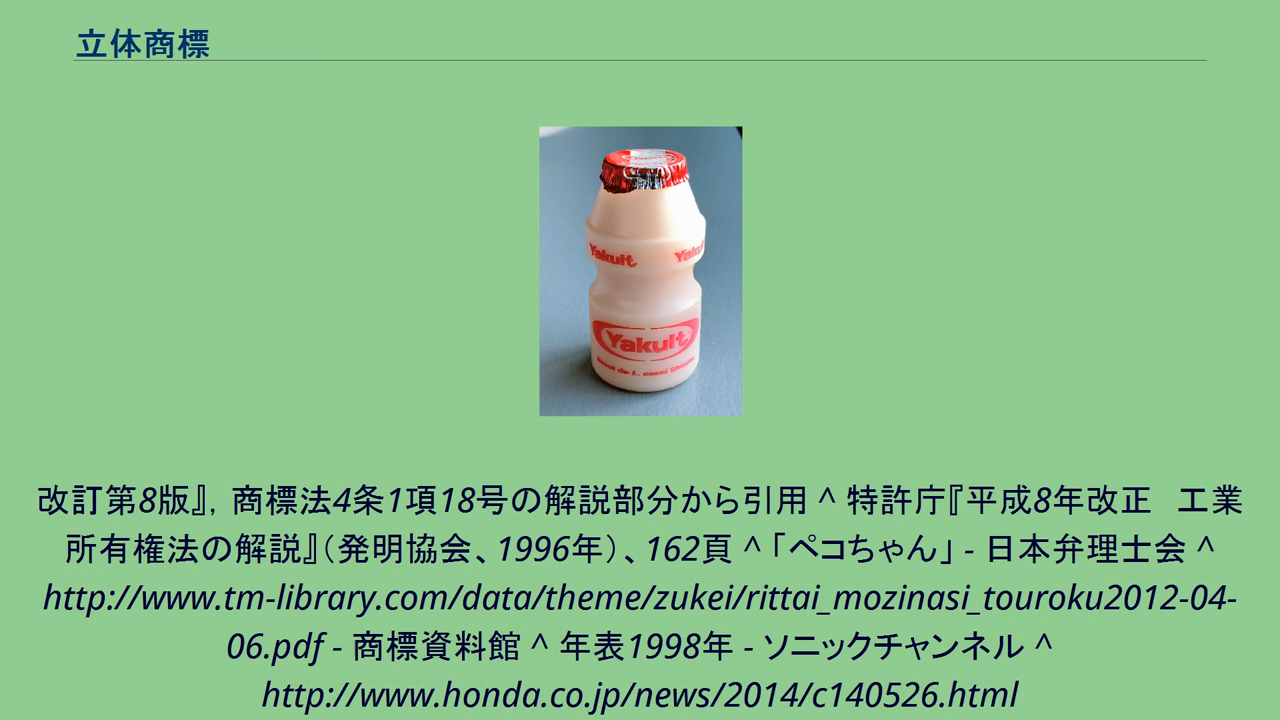 立体商標
Yakult
Yakult
Yakult
改訂第8版』，商標法4条1項18号の解説部分から引用 ^ 特許庁『平成8年改正　工業
所有権法の解説』（発明協会、1996年）、162頁 ^ 「ペコちゃん」 - 日本弁理士会 ^
http://www.tm-library.com/data/theme/zukei/rittai_mozinasi_touroku2012-04-
06.pdf - 商標資料館 ^ 年表1998年 - ソニックチャンネル ^
http://www.honda.co.jp/news/2014/c140526.html